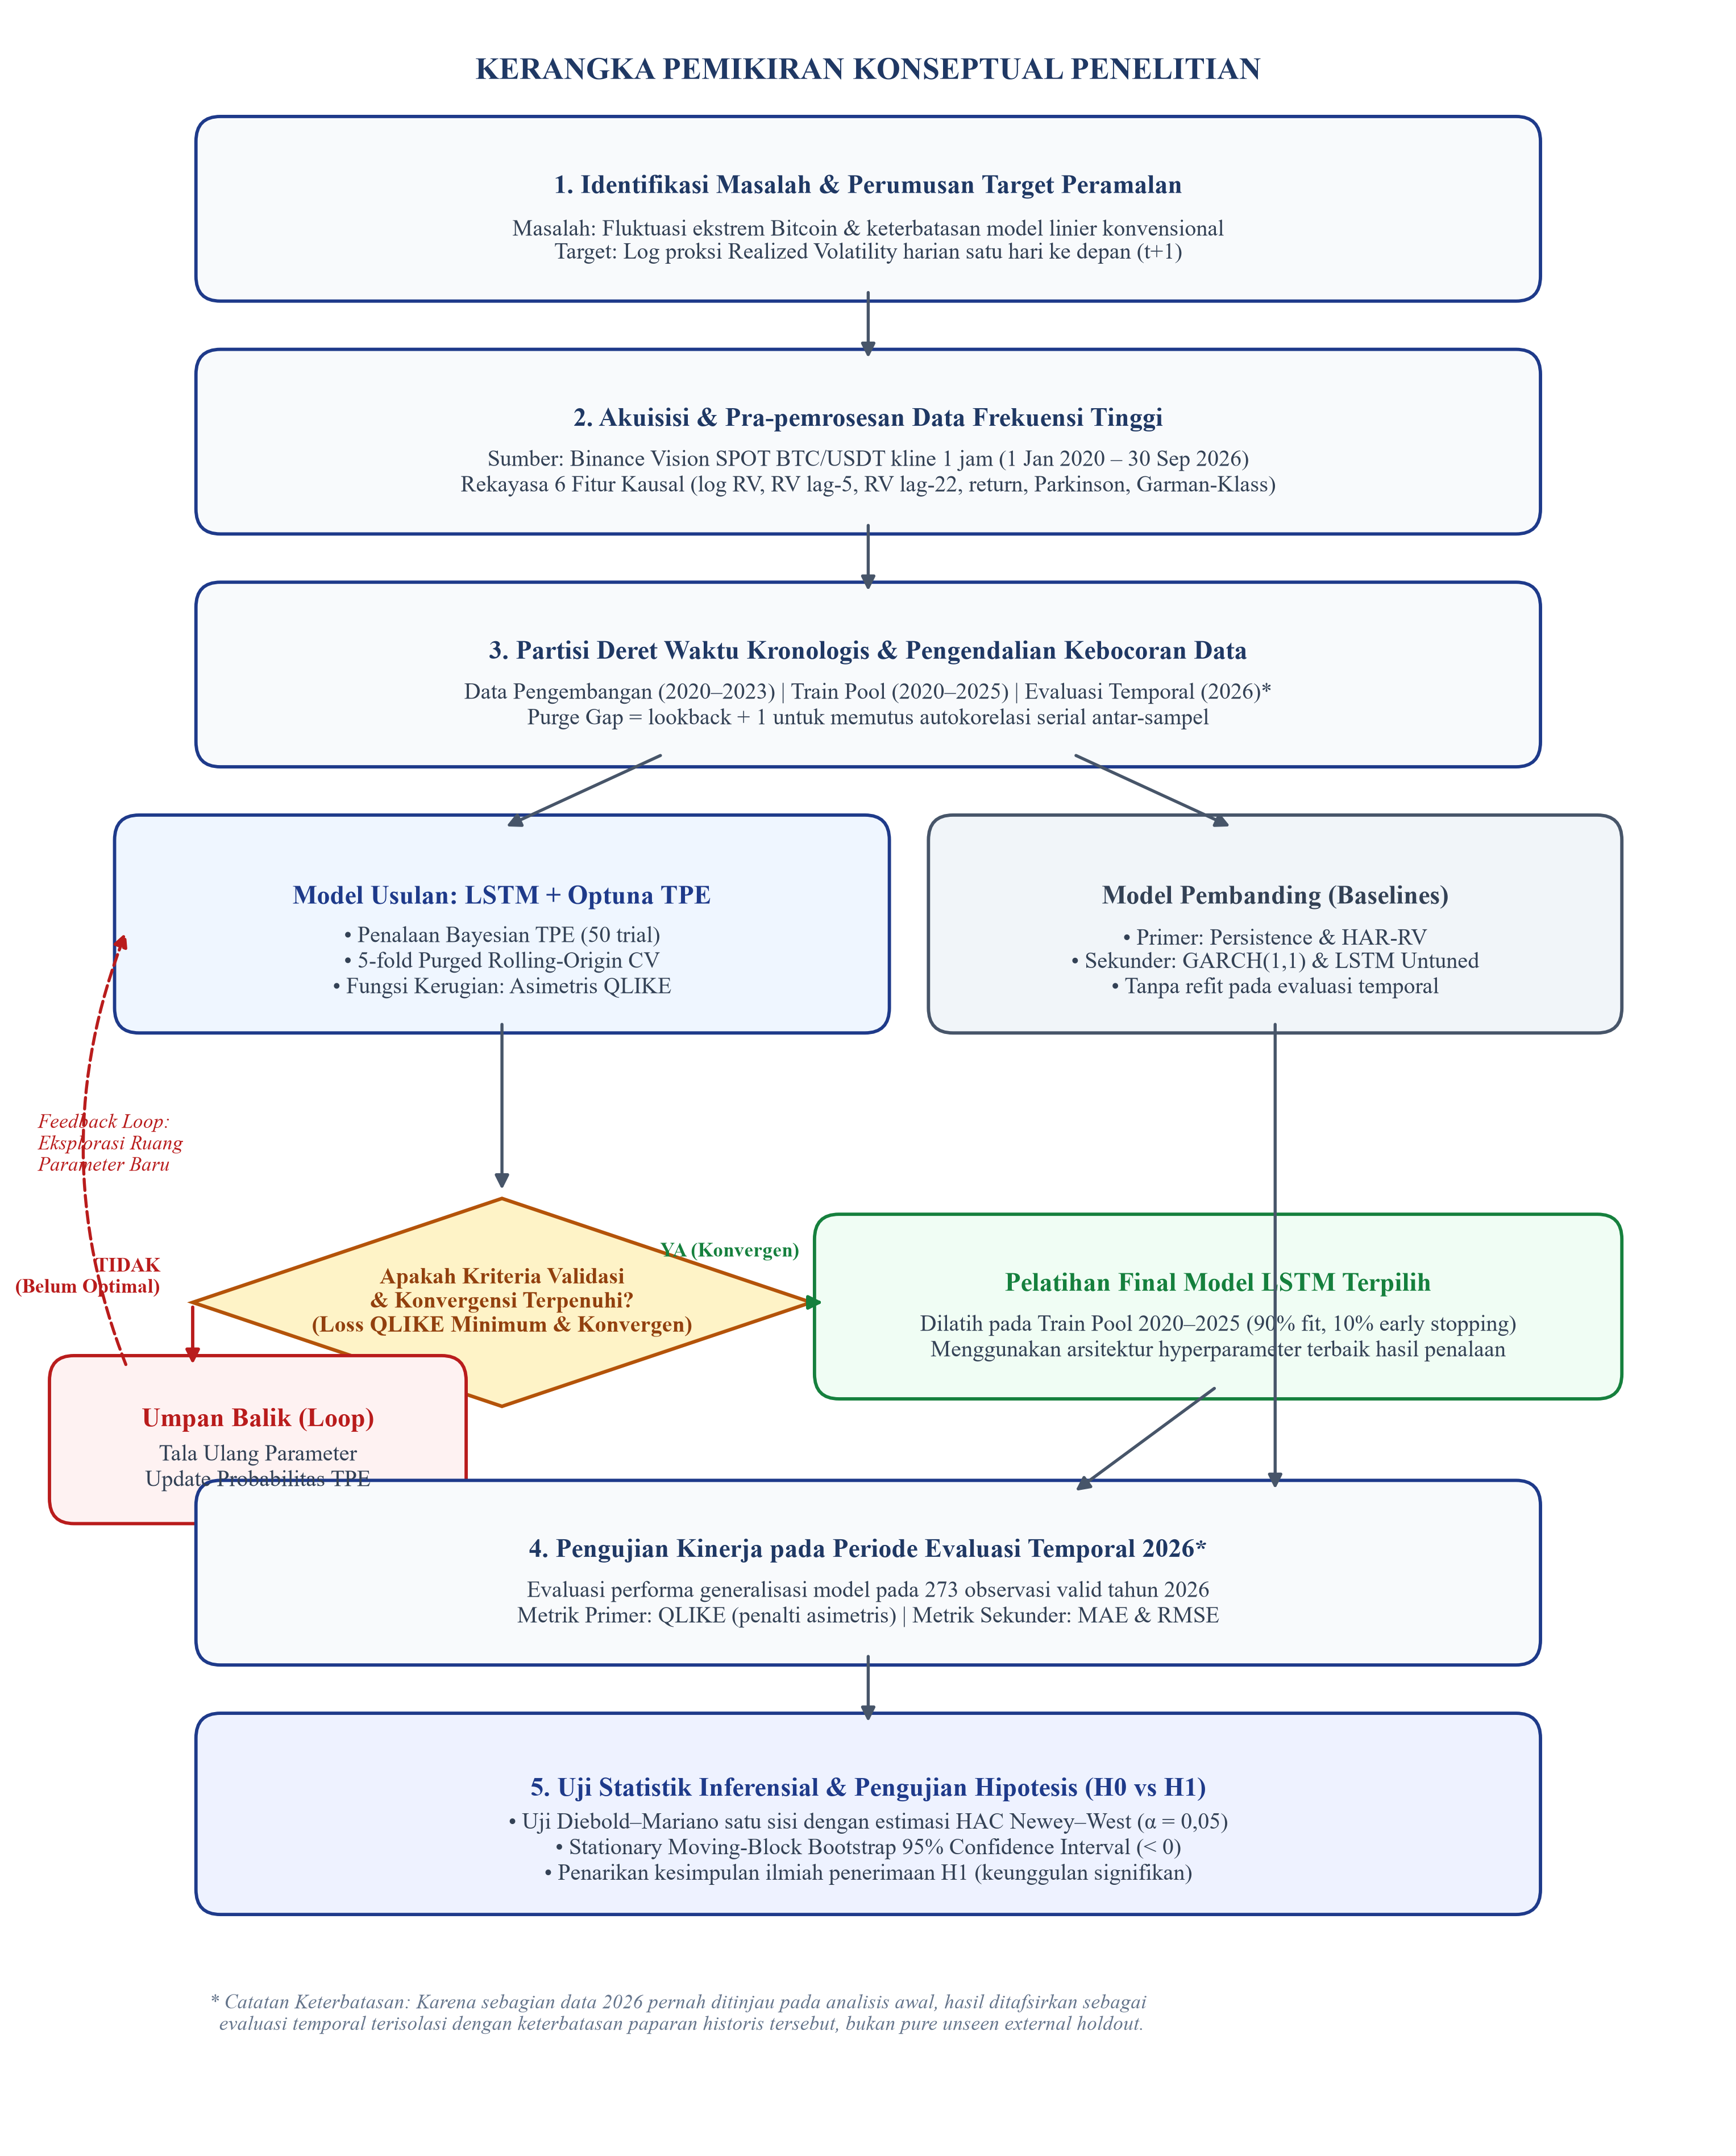 KERANGKA PEMIKIRAN KONSEPTUAL PENELITIAN
1. Identifikasi Masalah & Perumusan Target Peramalan
Masalah: Fluktuasi ekstrem Bitcoin & keterbatasan model linier konvensional
Target: Log proksi Realized Volatility harian satu hari ke depan (t+1)
2. Akuisisi & Pra-pemrosesan Data Frekuensi Tinggi
Sumber: Binance Vision SPOT BTC/USDT kline 1 jam (1 Jan 2020 – 30 Sep 2026)
Rekayasa 6 Fitur Kausal (log RV, RV lag-5, RV lag-22, return, Parkinson, Garman-Klass)
3. Partisi Deret Waktu Kronologis & Pengendalian Kebocoran Data
Data Pengembangan (2020–2023) | Train Pool (2020–2025) | Evaluasi Temporal (2026)*
Purge Gap = lookback + 1 untuk memutus autokorelasi serial antar-sampel
Model Usulan: LSTM + Optuna TPE
• Penalaan Bayesian TPE (50 trial)
• 5-fold Purged Rolling-Origin CV
• Fungsi Kerugian: Asimetris QLIKE
Model Pembanding (Baselines)
• Primer: Persistence & HAR-RV
• Sekunder: GARCH(1,1) & LSTM Untuned
• Tanpa refit pada evaluasi temporal
Feedback Loop:
Eksplorasi Ruang
Parameter Baru
TIDAK
(Belum Optimal)
Apakah Kriteria Validasi
& Konvergensi Terpenuhi?
(Loss QLIKE Minimum & Konvergen)
YA (Konvergen)
Pelatihan Final Model LSTM Terpilih
Dilatih pada Train Pool 2020–2025 (90% fit, 10% early stopping)
Menggunakan arsitektur hyperparameter terbaik hasil penalaan
Umpan Balik (Loop)
Tala Ulang Parameter
Update Probabilitas TPE
4. Pengujian Kinerja pada Periode Evaluasi Temporal 2026*
Evaluasi performa generalisasi model pada 273 observasi valid tahun 2026
Metrik Primer: QLIKE (penalti asimetris) | Metrik Sekunder: MAE & RMSE
5. Uji Statistik Inferensial & Pengujian Hipotesis (H0 vs H1)
• Uji Diebold–Mariano satu sisi dengan estimasi HAC Newey–West (α = 0,05)
• Stationary Moving-Block Bootstrap 95% Confidence Interval (< 0)
• Penarikan kesimpulan ilmiah penerimaan H1 (keunggulan signifikan)
* Catatan Keterbatasan: Karena sebagian data 2026 pernah ditinjau pada analisis awal, hasil ditafsirkan sebagai
evaluasi temporal terisolasi dengan keterbatasan paparan historis tersebut, bukan pure unseen external holdout.